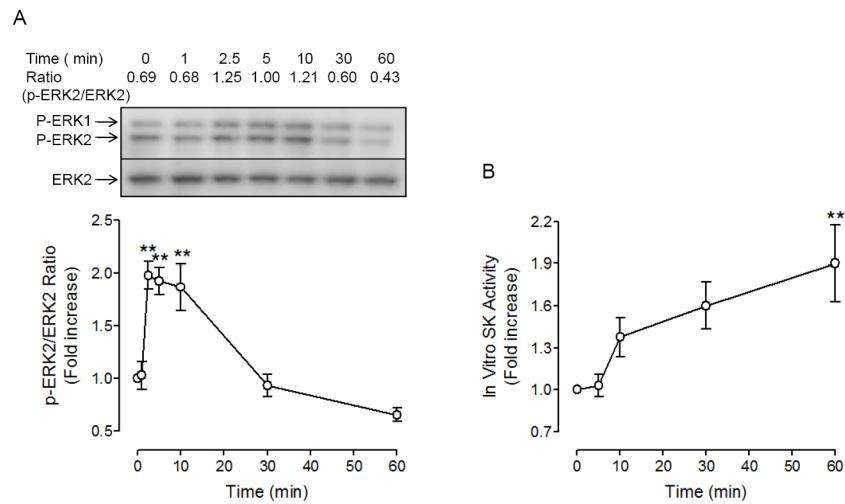 A
Time ( min) 0 1 2.5 5 10 30 60
Ratio 0.69 0.68 1.25 1.00 1.21 0.60 0.43
(p-ERK2/ERK2)
P-ERK1
P-ERK2
ERK2
p-ERK2/ERK2 Ratio
(Fold increase)
2.5
2.0
1.5
1.0
0.5
** ** **
0 10 20 30 40 50 60
Time (min)
B
In Vitro SK Activity
(Fold increase)
2.2
1.9
1.6
1.3
1.0
0.7
**
0 10 20 30 40 50 60
Time (min)